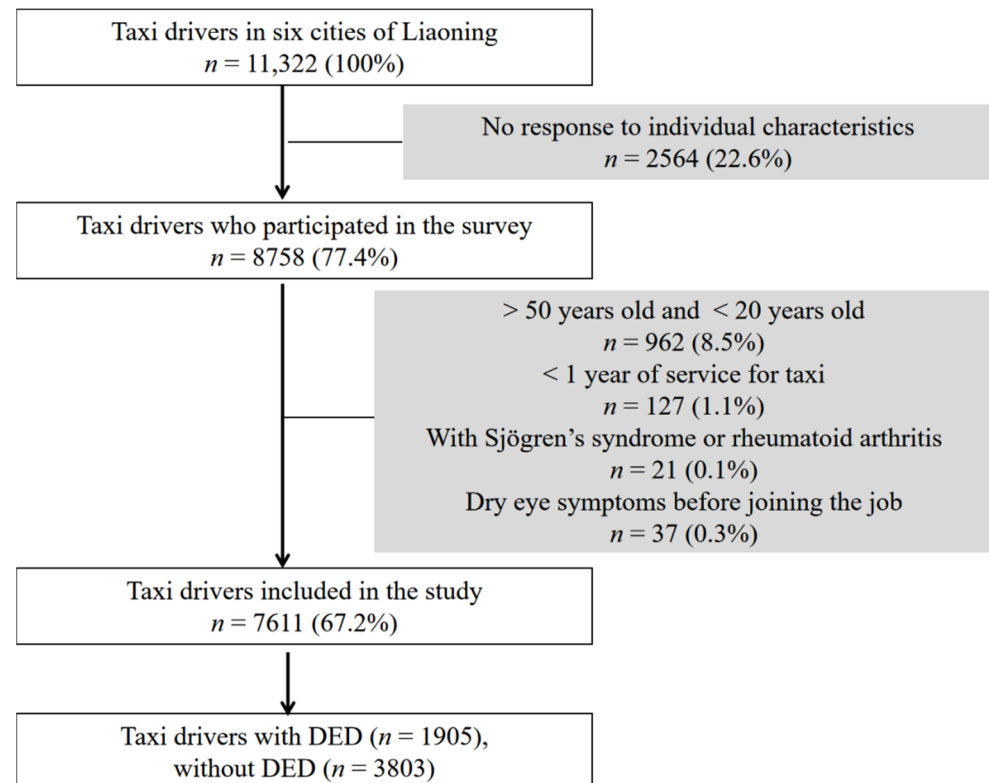 Taxi drivers in six cities of Liaoning
n = 11,322 (100%)
No response to individual characteristics
n = 2564 (22.6%)
Taxi drivers who participated in the survey
n = 8758 (77.4%)
> 50 years old and < 20 years old
n = 962 (8.5%)
< 1 year of service for taxi
n = 127 (1.1%)
With Sjögren’s syndrome or rheumatoid arthritis
n = 21 (0.1%)
Dry eye symptoms before joining the job
n = 37 (0.3%)
Taxi drivers included in the study
n = 7611 (67.2%)
Taxi drivers with DED (n = 1905),
without DED (n = 3803)